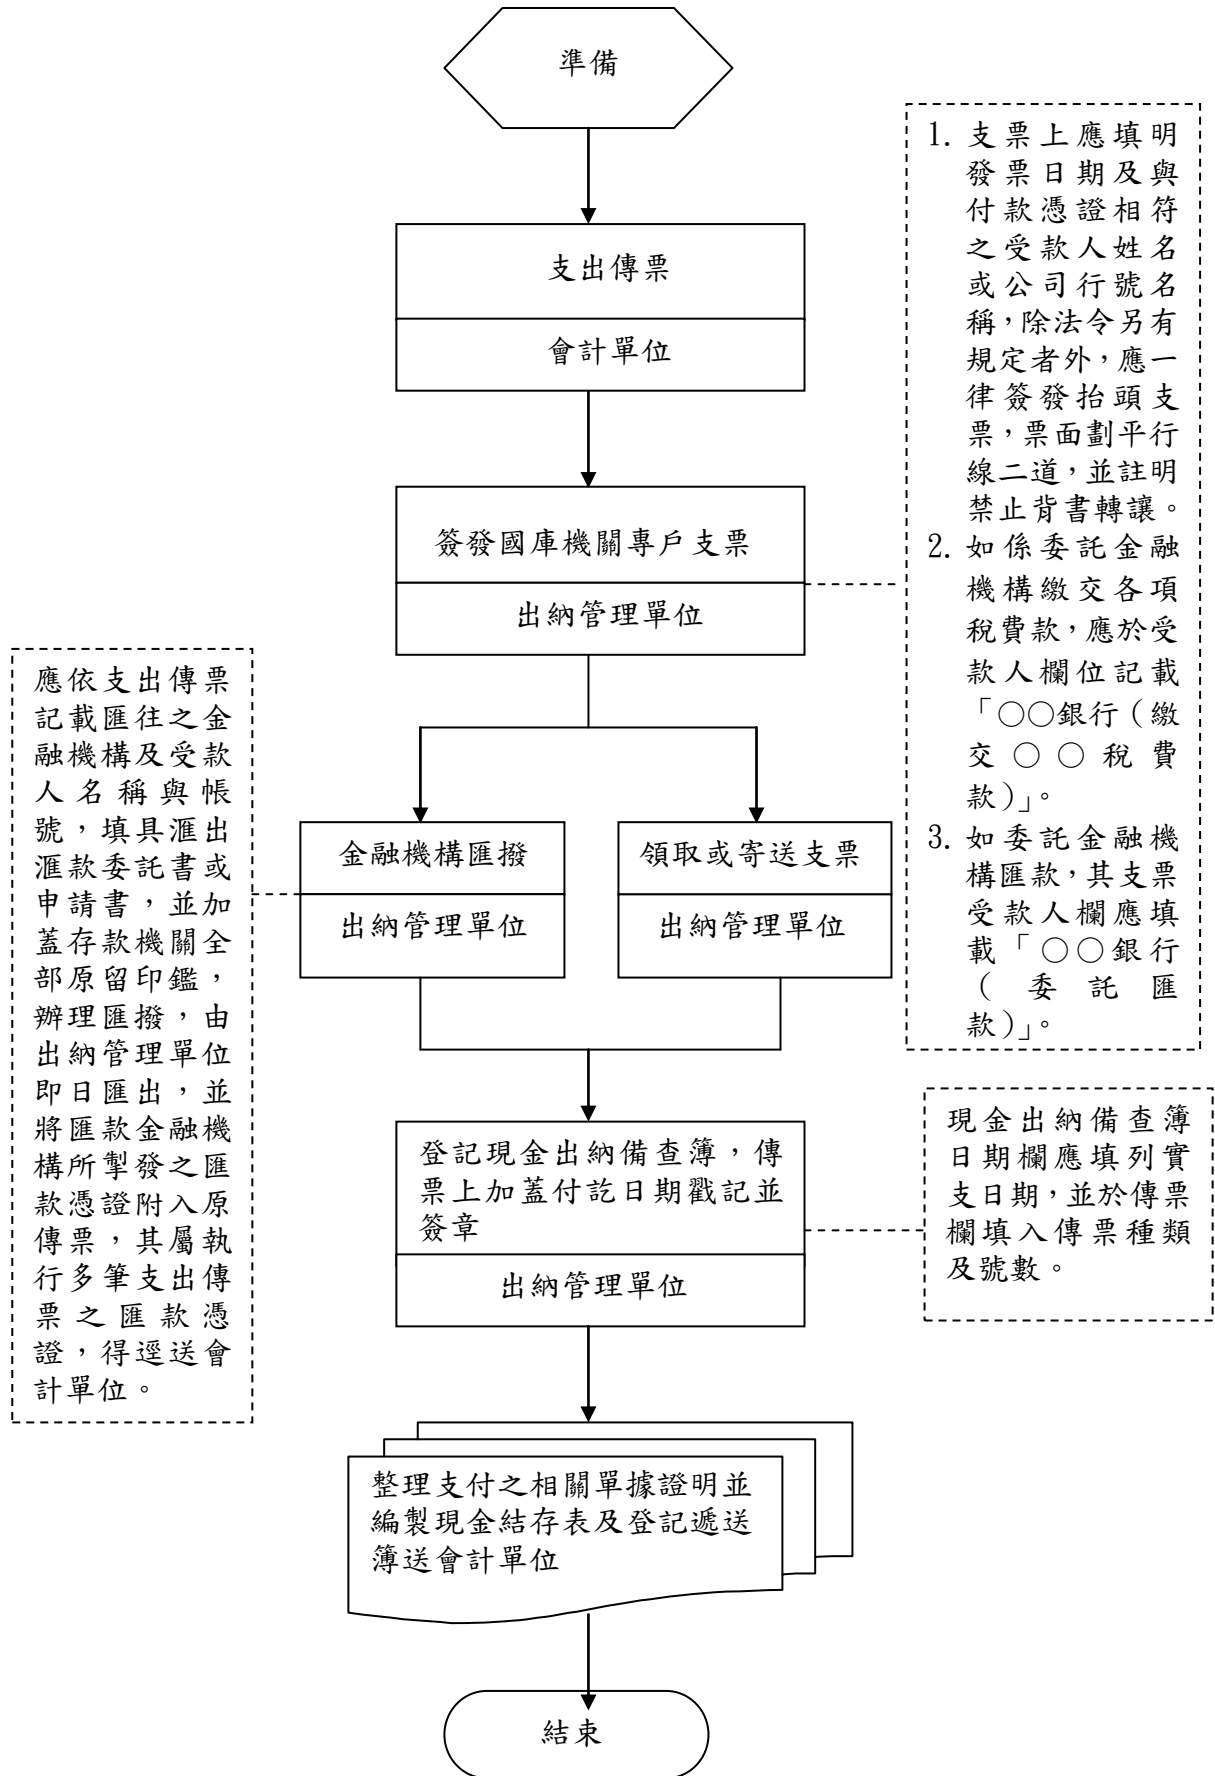 準備
1. 支票上應填明
發票日期及與
付款憑證相符
之受款人姓名
或公司行號名
稱，除法令另有
規定者外，應一
律簽發抬頭支
票，票面劃平行
線二道，並註明
禁止背書轉讓。
2. 如係委託金融
機構繳交各項
稅費款，應於受
款人欄位記載
「○○銀行（繳
交○○稅費
款）」。
3. 如委託金融機
構匯款，其支票
受款人欄應填
載「○○銀行
（委託匯
款）」。
支出傳票
會計單位
簽發國庫機關專戶支票
出納管理單位
應依支出傳票
記載匯往之金
融機構及受款
人名稱與帳
號，填具滙出
滙款委託書或
申請書，並加
蓋存款機關全
部原留印鑑，
辦理匯撥，由
出納管理單位
即日匯出，並
將匯款金融機
構所掣發之匯
款憑證附入原
傳票，其屬執
行多筆支出傳
票之匯款憑
證，得逕送會
計單位。
金融機構匯撥
出納管理單位
領取或寄送支票
出納管理單位
登記現金出納備查簿，傳
票上加蓋付訖日期戳記並
簽章
出納管理單位
現金出納備查簿
日期欄應填列實
支日期，並於傳票
欄填入傳票種類
及號數。
整理支付之相關單據證明並
編製現金結存表及登記遞送
簿送會計單位
結束